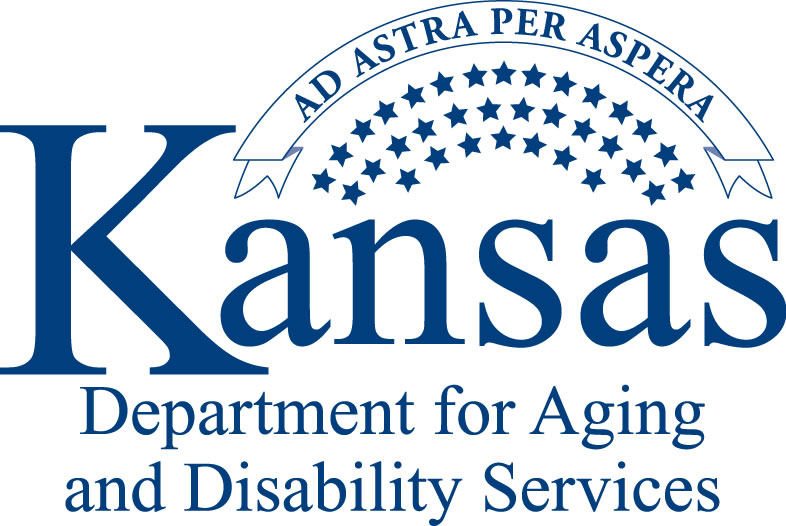 AD ASTRA PER ASPERA
Kansas
Department for Aging
and Disability Services